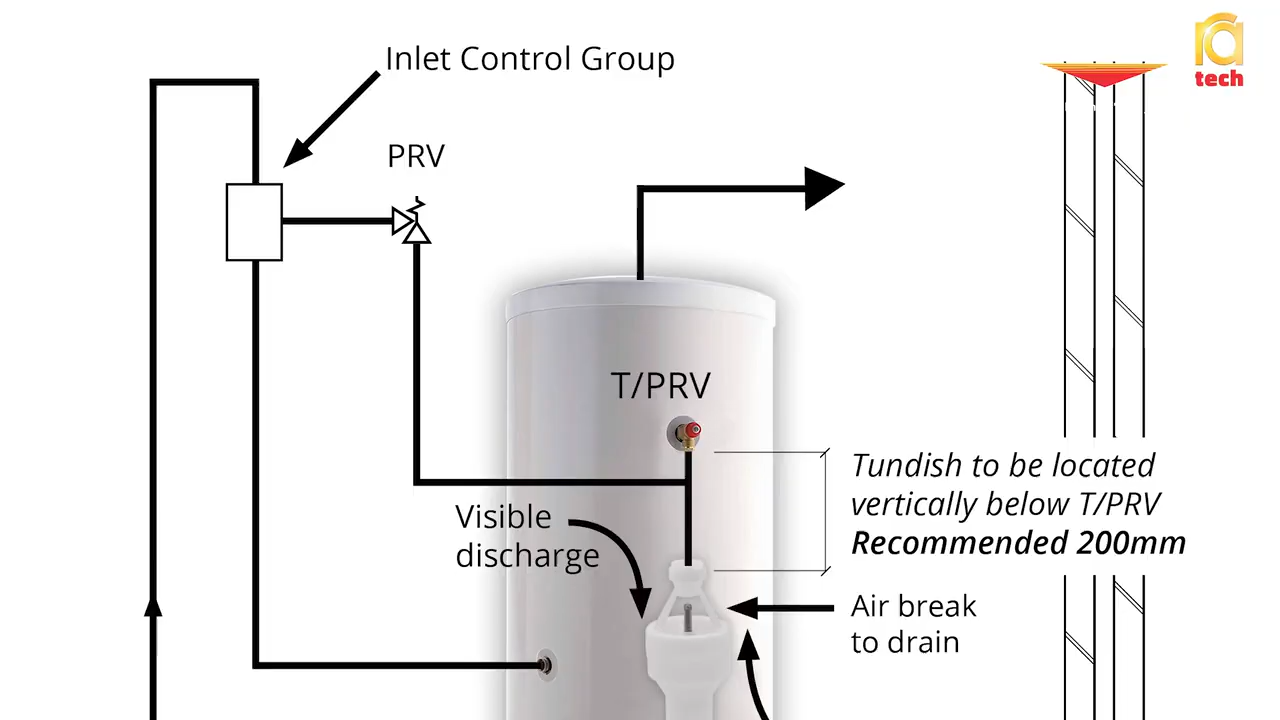 Inlet Control Group
ra
tech
PRV
T/PRV
Tundish to be located
vertically below T/PRV
Recommended 200mm
Visible
discharge
Air break
to drain